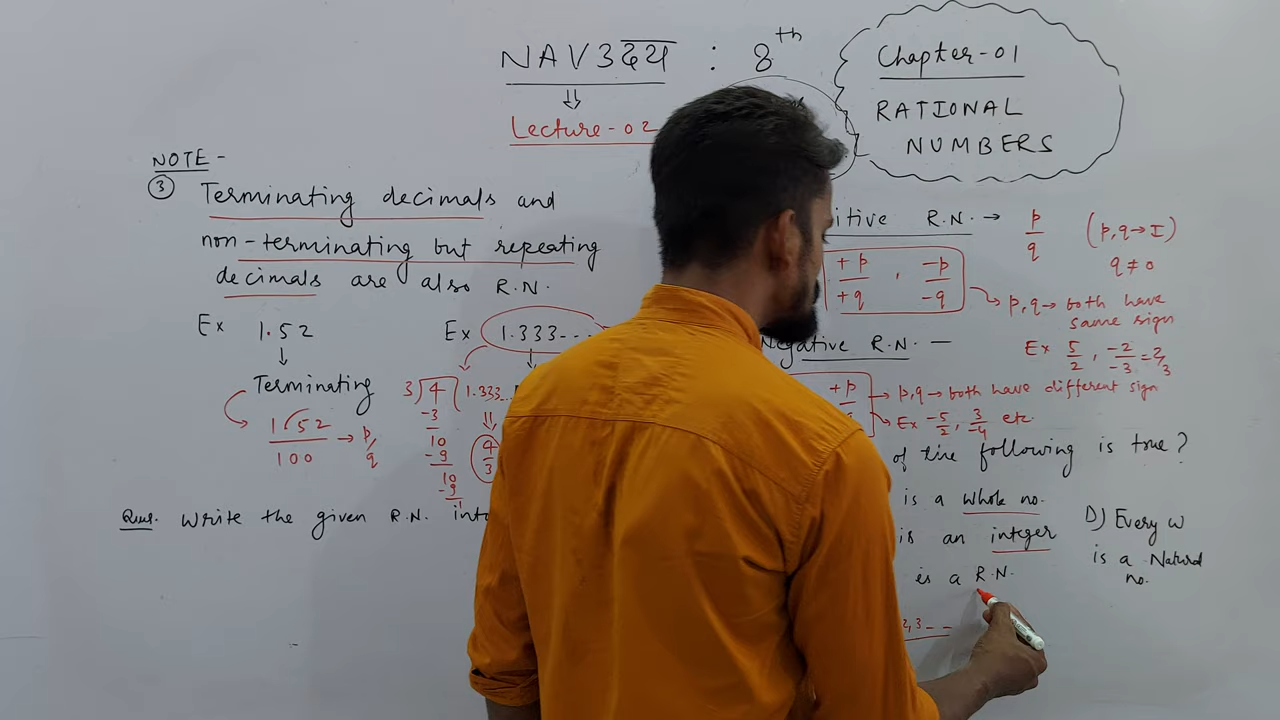 NAV3दय : 8th
⇓
Lecture-02
Chapter-01
RATIONAL
NUMBERS
NOTE -
③ Terminating decimals and
non-terminating but repeating
decimals are also R.N.
Ex 1.52
↓
Terminating
152/100 → p/q
Ex 1.333...
↓
3)4(1.333..
-3
10
-9
10
-9
1
⇓
4/3
Ques. Write the given R.N. into
itive R.N. → p/q (p,q→I)
q≠0
+p/+q , -p/-q
p,q→ both have
same sign
Ex 5/2, -2/-3 = 2/3
Negative R.N. —
+p
→ p,q→ both have different sign
→ Ex -5/2, 3/-4 etc.
of the following is true?
is a whole no.
is an integer
is a R.N.
2,3---
D) Every w
is a Natural
no.